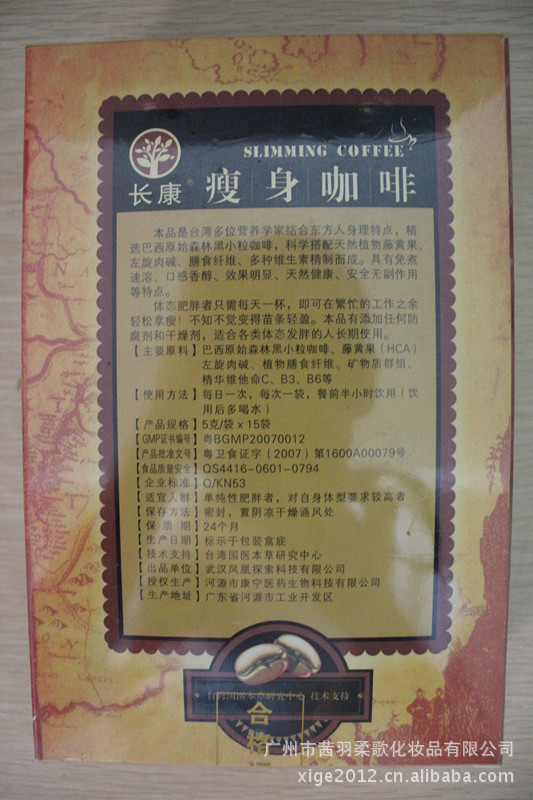 SLIMMING COFFEE
长康® 瘦身咖啡
本品是台湾多位营养学家结合东方人身理特点，精
选巴西原始森林黑小粒咖啡，科学搭配天然植物藤黄果、
左旋肉碱、膳食纤维、多种维生素精制而成。具有免煮
速溶、口感香醇、效果明显、天然健康、安全无副作用
等特点。
体态肥胖者只需每天一杯，即可在繁忙的工作之余
轻松享瘦！不知不觉变得苗条轻盈。本品有添加任何防
腐剂和干燥剂，适合各类体态发胖的人长期使用。
【主要原料】巴西原始森林黑小粒咖啡、藤黄果（HCA）
左旋肉碱、植物膳食纤维、矿物质群组、
精华维他命C、B3、B6等
【使用方法】每日一次，每次一袋，餐前半小时饮用（饮
用后多喝水）
【产品规格】5克/袋 x 15袋
【GMP证书编号】粤BGMP20070012
【产品批准文号】粤卫食证字（2007）第1600A00079号
【食品质量安全】QS4416-0601-0794
【企业标准】Q/KN53
【适宜人群】单纯性肥胖者，对自身体型要求较高者
【保存方法】密封，置阴凉干燥通风处
【保质期】24个月
【生产日期】标示于包装盒底
【技术支持】台湾国医本草研究中心
【出品单位】武汉凤凰探索科技有限公司
【授权生产】河源市康宁医药生物科技有限公司
【生产地址】广东省河源市工业开发区
台湾国医本草研究中心 技术支持
合格
广州市茜羽柔歌化妆品有限公司
xige2012.cn.alibaba.com